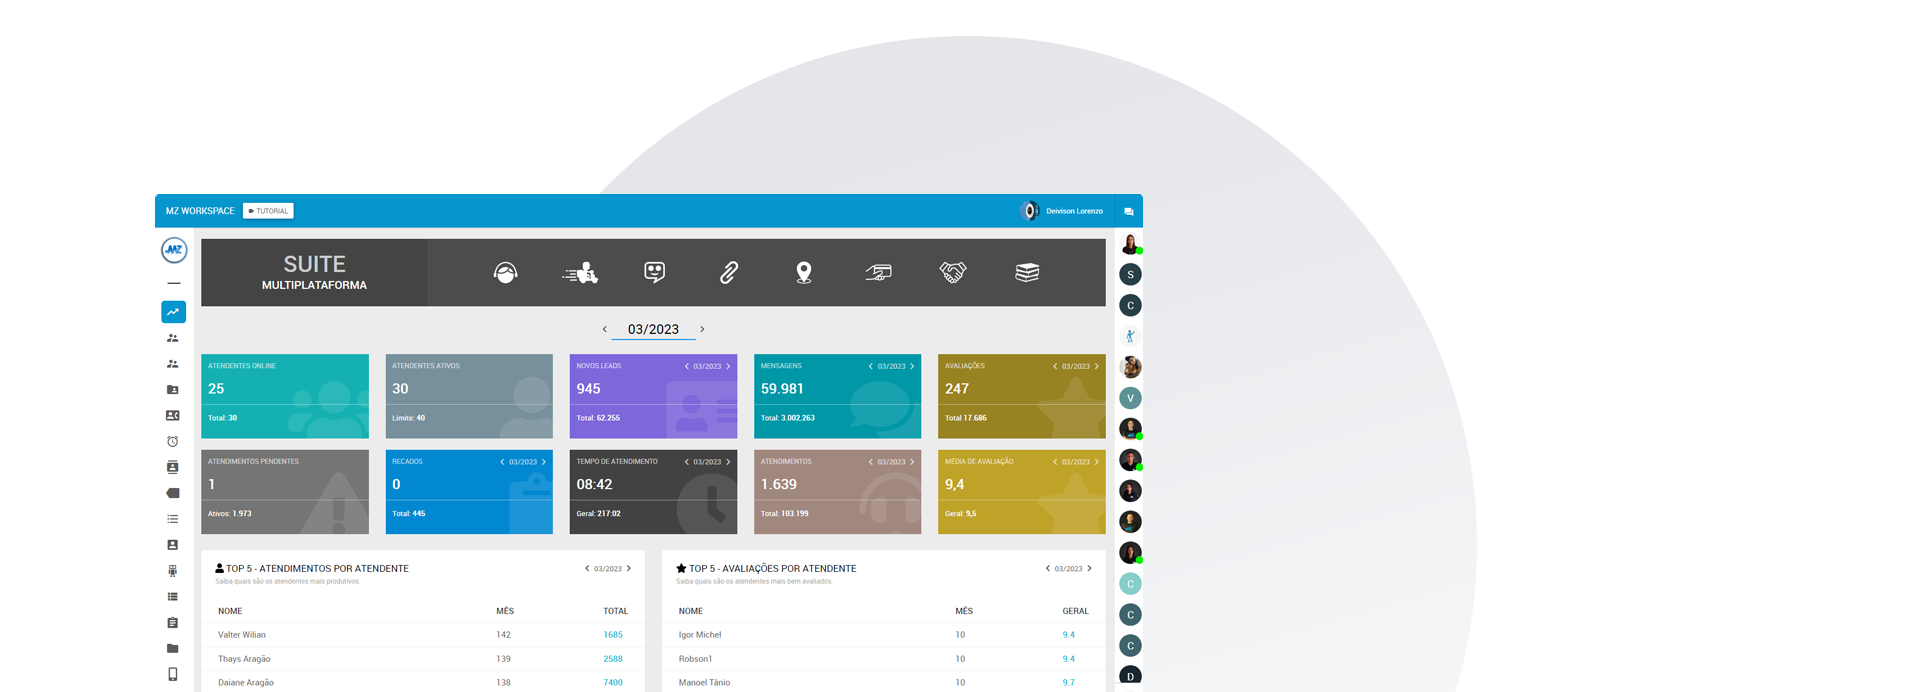 MZ WORKSPACE
TUTORIAL
Deivison Lorenzo
MZ
SUITE
MULTIPLATAFORMA
03/2023
ATENDENTES ONLINE
25
Total: 30
ATENDENTES ATIVOS
30
Limite: 40
NOVOS LEADS
03/2023
945
Total: 62.255
MENSAGENS
03/2023
59.981
Total: 3.002.263
AVALIAÇÕES
03/2023
247
Total 17.686
ATENDIMENTOS PENDENTES
1
Ativos: 1.973
RECADOS
03/2023
0
Total: 445
TEMPO DE ATENDIMENTO
03/2023
08:42
Geral: 217:02
ATENDIMENTOS
03/2023
1.639
Total: 103.199
MÉDIA DE AVALIAÇÃO
03/2023
9,4
Geral: 9,5
TOP 5 - ATENDIMENTOS POR ATENDENTE
03/2023
Saiba quais são os atendentes mais produtivos.
NOME MÊS TOTAL
Valter Wilian 142 1685
Thays Aragão 139 2588
Daiane Aragão 138 7400
TOP 5 - AVALIAÇÕES POR ATENDENTE
03/2023
Saiba quais são os atendentes mais bem avaliados.
NOME MÊS GERAL
Igor Michel 10 9.4
Robson1 10 9.4
Manoel Tânio 10 9.7
S
C
V
C
C
C
D